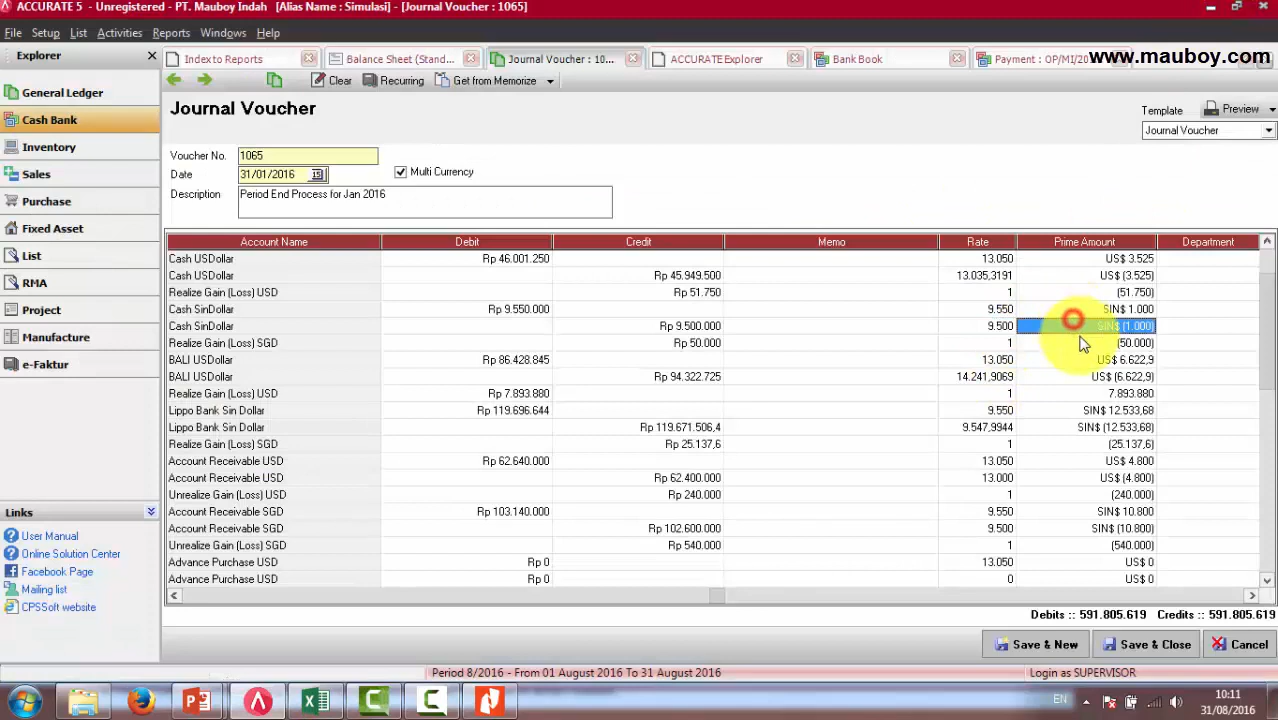 ACCURATE 5 - Unregistered - PT. Mauboy Indah [Alias Name : Simulasi] - [Journal Voucher : 1065]
File Setup List Activities Reports Windows Help
www.mauboy.com
Explorer
Index to Reports Balance Sheet (Stand... Journal Voucher : 10... ACCURATE Explorer Bank Book Payment : OP/MI/20
Clear Recurring Get from Memorize
General Ledger
Cash Bank
Inventory
Sales
Purchase
Fixed Asset
List
RMA
Project
Manufacture
e-Faktur
Journal Voucher
Template Preview
Journal Voucher
Voucher No. 1065
Date 31/01/2016 15 Multi Currency
Description Period End Process for Jan 2016
Account Name Debit Credit Memo Rate Prime Amount Department
Cash USDollar Rp 46.001.250 13.050 US$ 3.525
Cash USDollar Rp 45.949.500 13.035,3191 US$ (3.525)
Realize Gain (Loss) USD Rp 51.750 1 (51.750)
Cash SinDollar Rp 9.550.000 9.550 SIN$ 1.000
Cash SinDollar Rp 9.500.000 9.500 SIN$ (1.000)
Realize Gain (Loss) SGD Rp 50.000 1 (50.000)
BALI USDollar Rp 86.428.845 13.050 US$ 6.622,9
BALI USDollar Rp 94.322.725 14.241,9069 US$ (6.622,9)
Realize Gain (Loss) USD Rp 7.893.880 1 7.893.880
Lippo Bank Sin Dollar Rp 119.696.644 9.550 SIN$ 12.533,68
Lippo Bank Sin Dollar Rp 119.671.506,4 9.547,9944 SIN$ (12.533,68)
Realize Gain (Loss) SGD Rp 25.137,6 1 (25.137,6)
Account Receivable USD Rp 62.640.000 13.050 US$ 4.800
Account Receivable USD Rp 62.400.000 13.000 US$ (4.800)
Unrealize Gain (Loss) USD Rp 240.000 1 (240.000)
Account Receivable SGD Rp 103.140.000 9.550 SIN$ 10.800
Account Receivable SGD Rp 102.600.000 9.500 SIN$ (10.800)
Unrealize Gain (Loss) SGD Rp 540.000 1 (540.000)
Advance Purchase USD Rp 0 13.050 US$ 0
Advance Purchase USD Rp 0 0 US$ 0
Links
User Manual
Online Solution Center
Facebook Page
Mailing list
CPSSoft website
Debits :: 591.805.619 Credits :: 591.805.619
Save & New Save & Close Cancel
Period 8/2016 - From 01 August 2016 To 31 August 2016 Login as SUPERVISOR
EN 10:11
31/08/2016